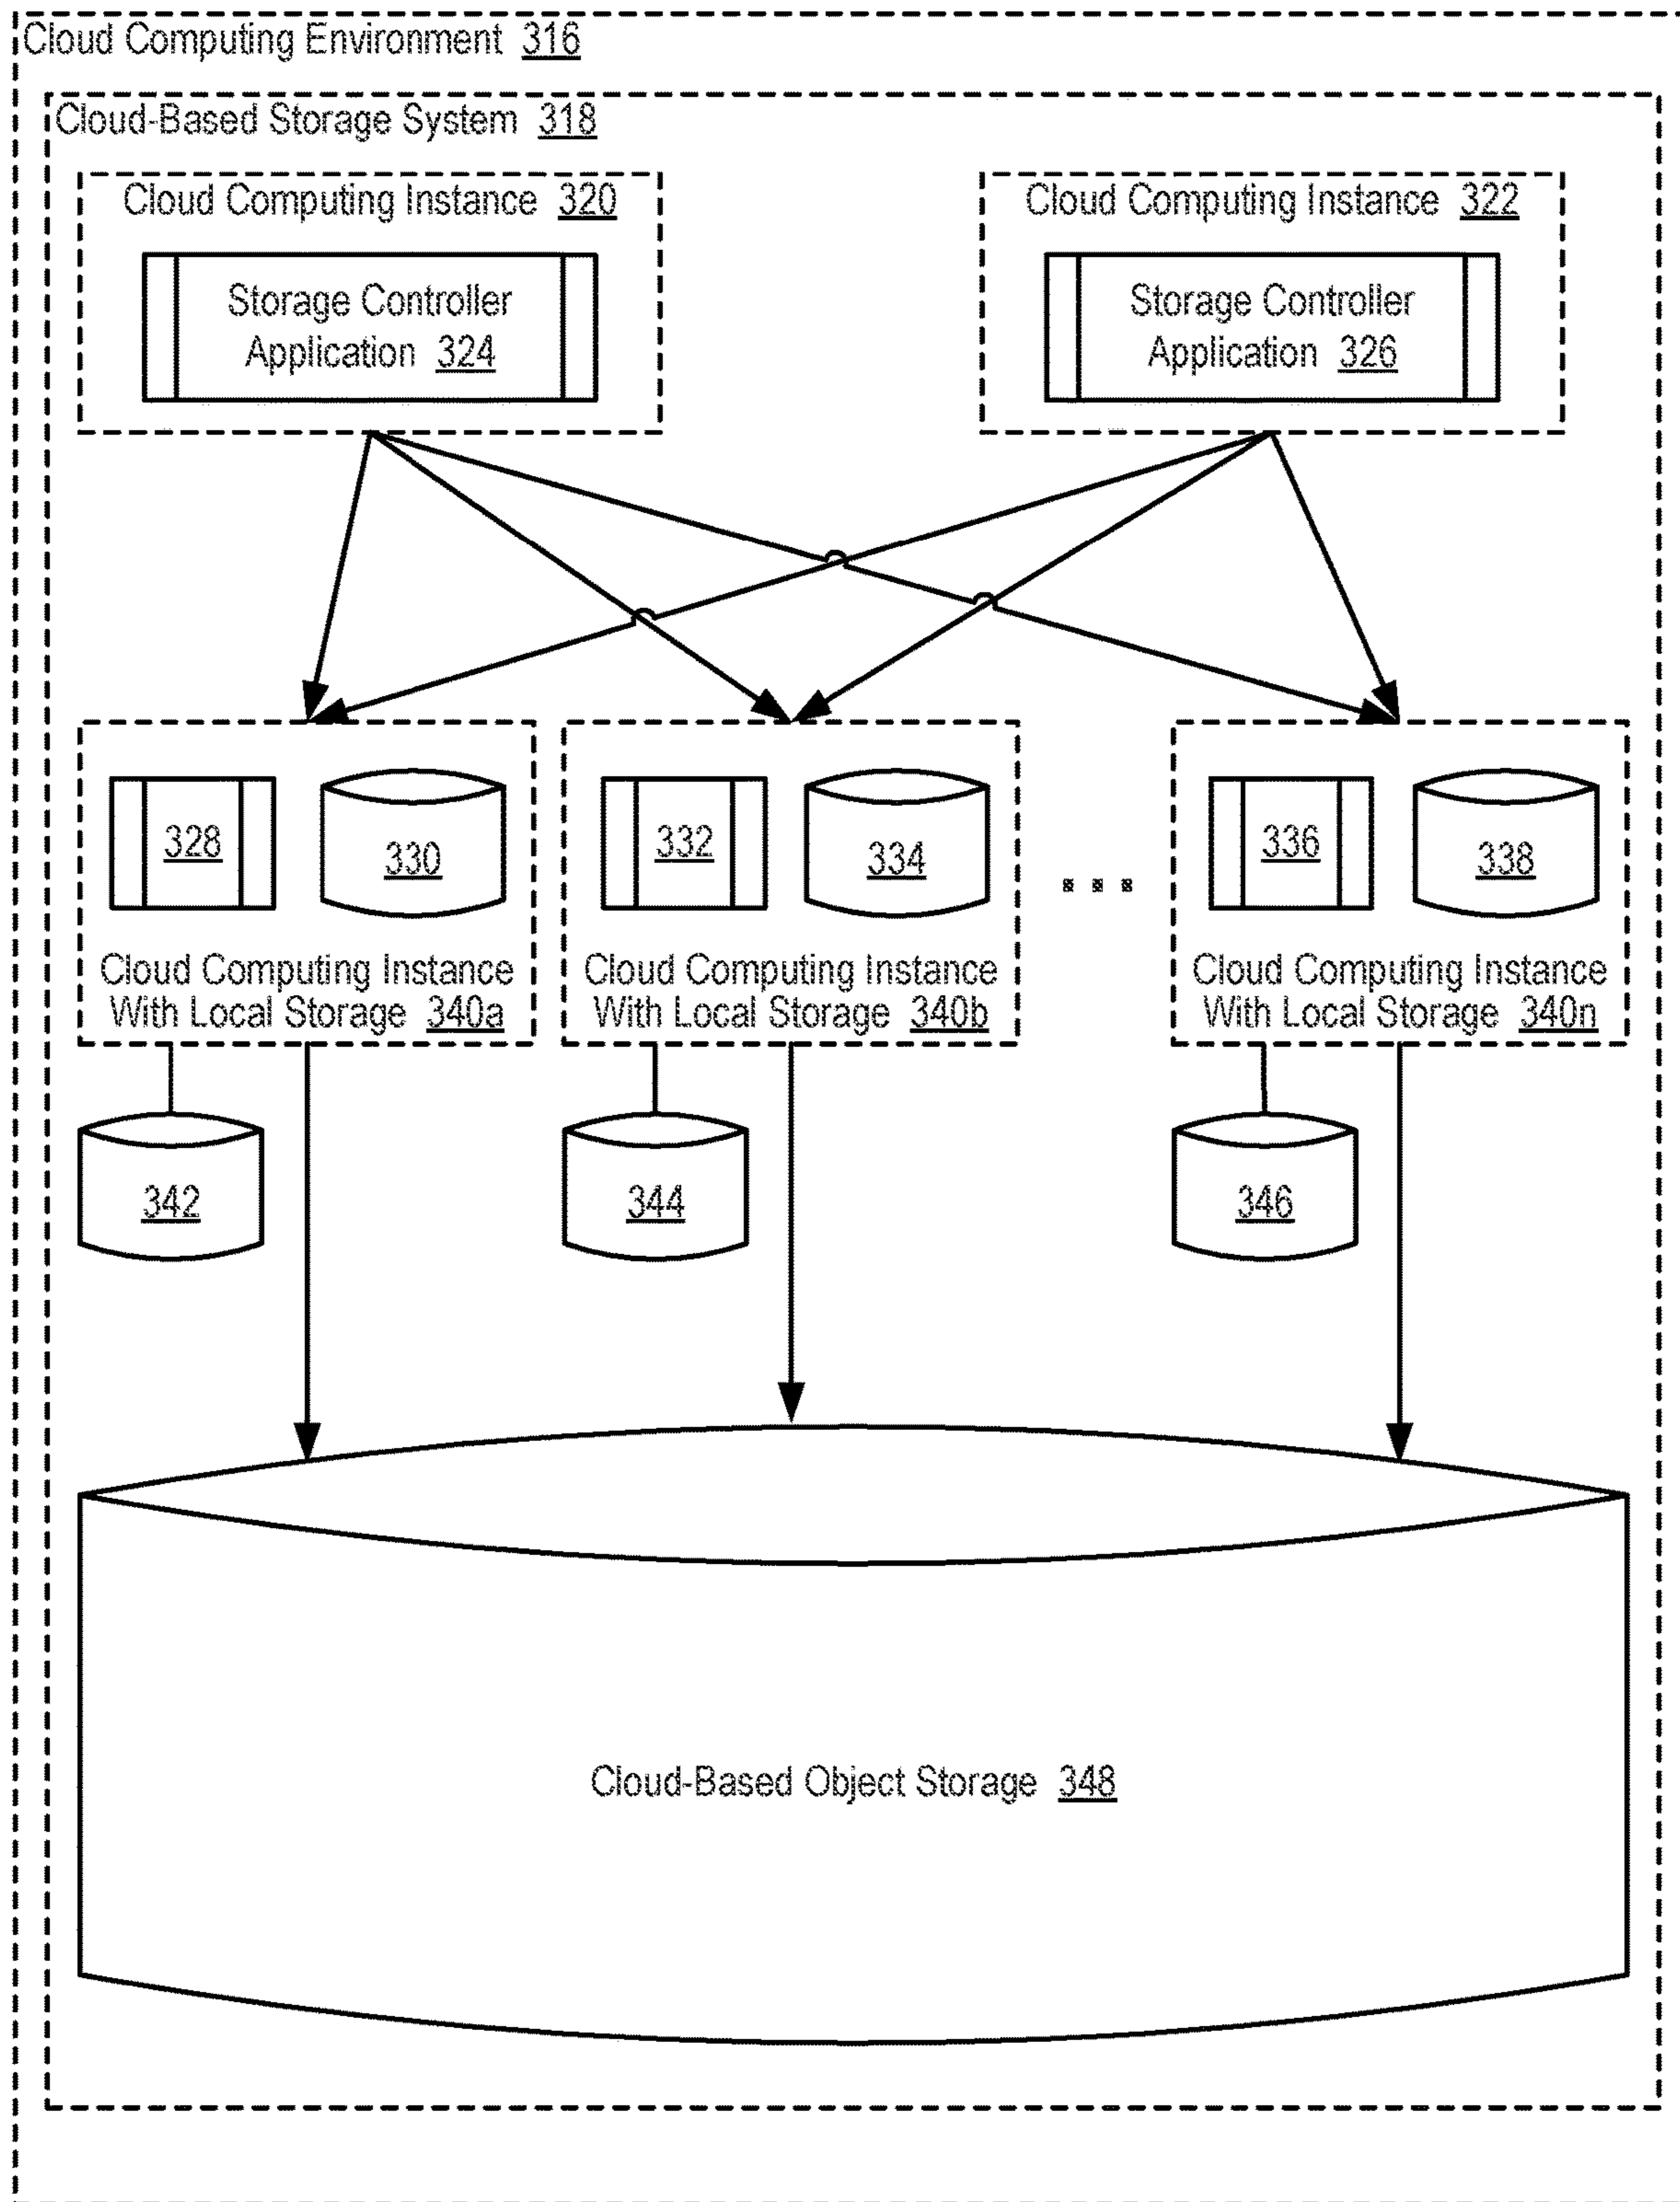 Cloud Computing Environment 316
Cloud-Based Storage System 318
Cloud Computing Instance 320
Storage Controller
Application 324
Cloud Computing Instance 322
Storage Controller
Application 326
328
330
Cloud Computing Instance
With Local Storage 340a
332
334
Cloud Computing Instance
With Local Storage 340b
...
336
338
Cloud Computing Instance
With Local Storage 340n
342
344
346
Cloud-Based Object Storage 348